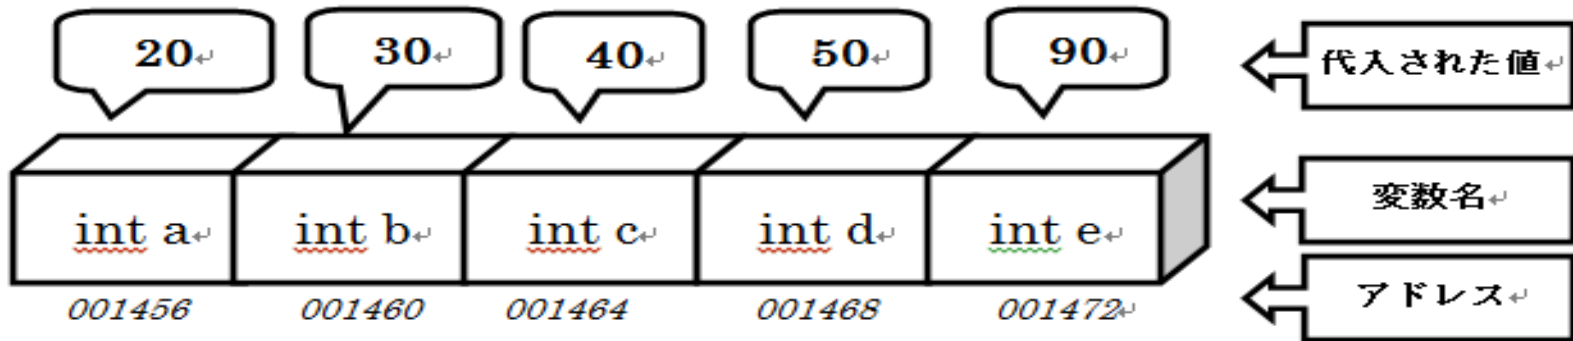 20↵ 30↵ 40↵ 50↵ 90↵ 代入された値↵
int a↵ int b↵ int c↵ int d↵ int e↵ 変数名↵
001456 001460 001464 001468 001472↵ アドレス↵